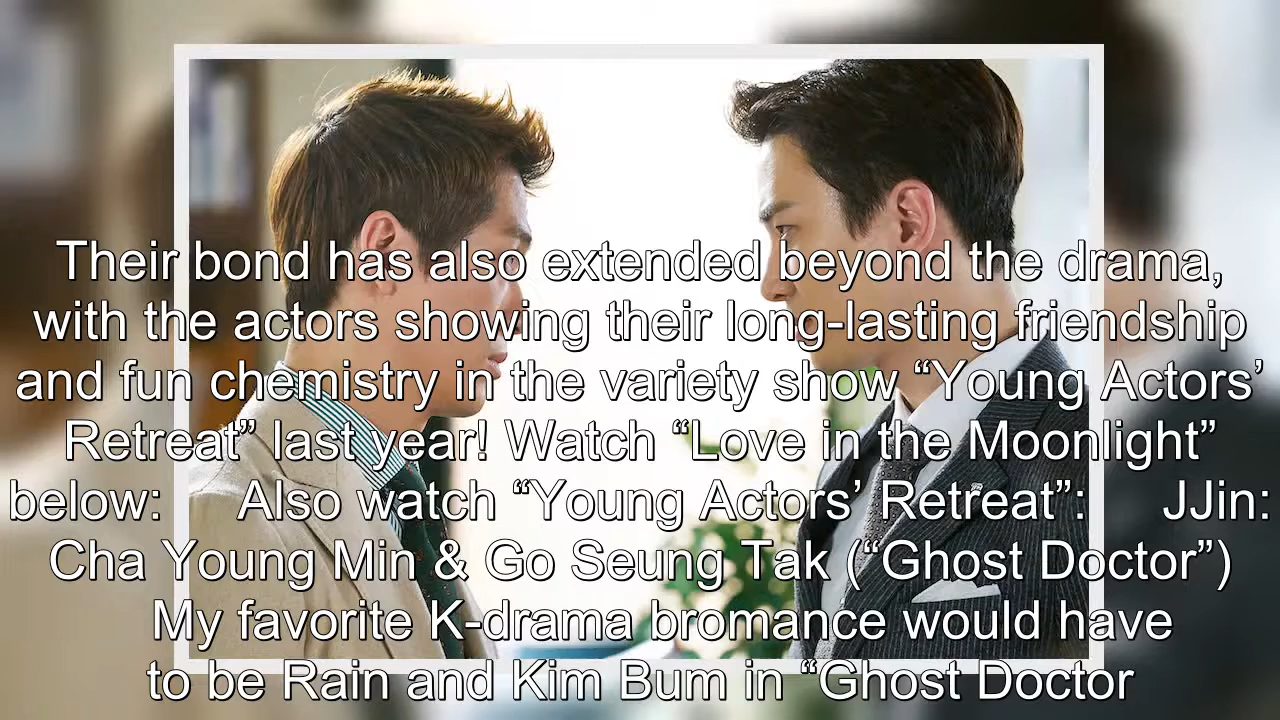 Their bond has also extended beyond the drama,
with the actors showing their long-lasting friendship
and fun chemistry in the variety show “Young Actors’
Retreat” last year! Watch “Love in the Moonlight”
below: Also watch “Young Actors’ Retreat”: JJin:
Cha Young Min & Go Seung Tak (“Ghost Doctor”)
My favorite K-drama bromance would have
to be Rain and Kim Bum in “Ghost Doctor